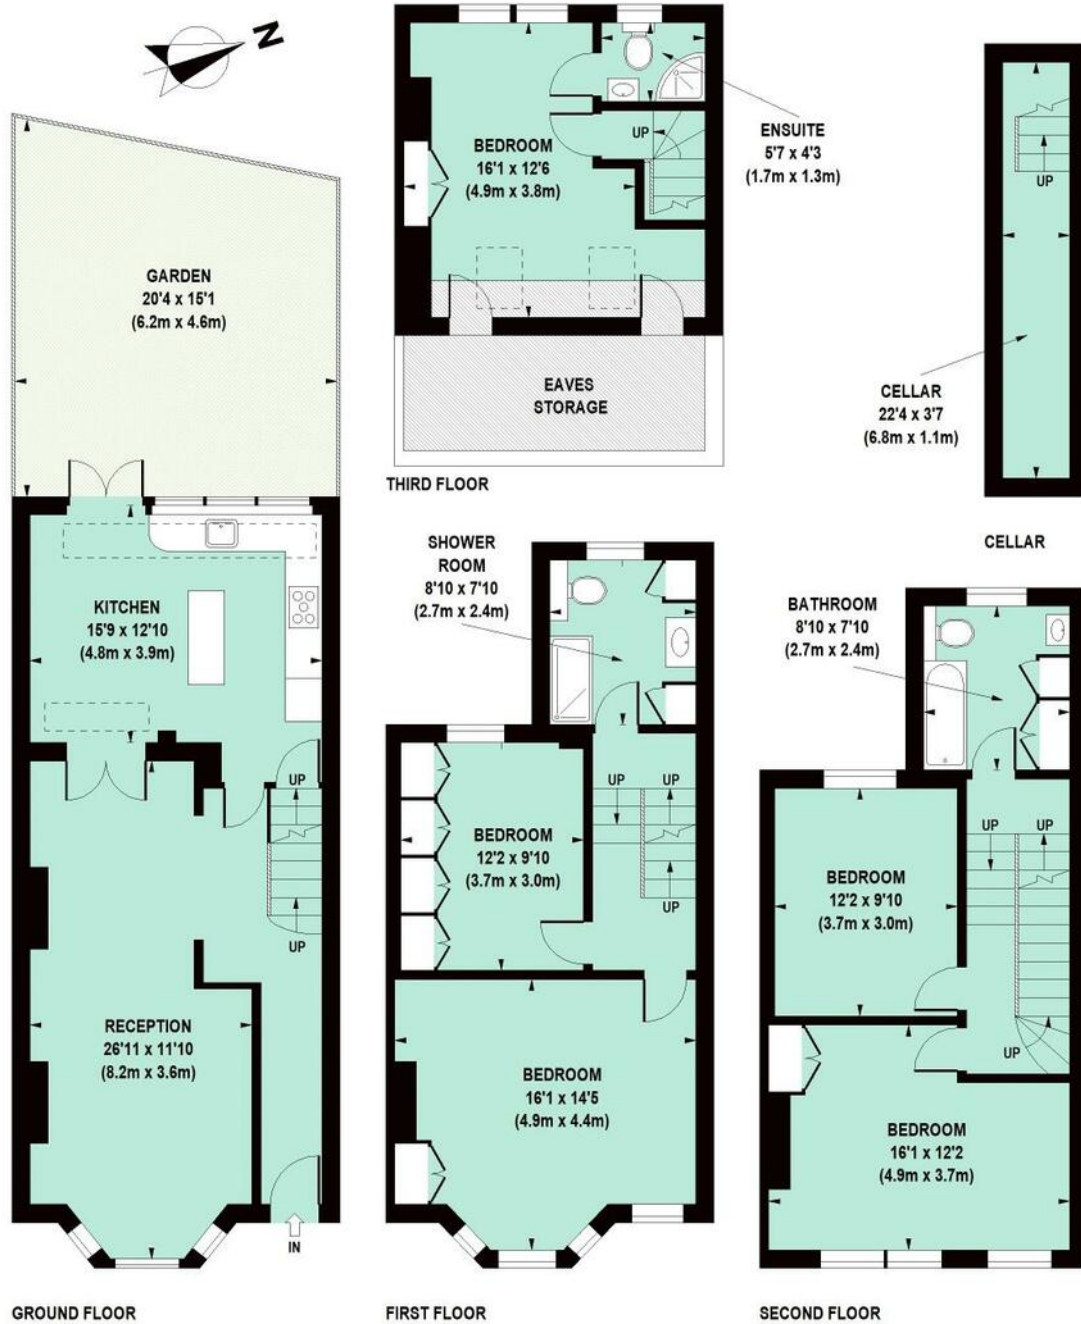 N
GARDEN
20'4 x 15'1
(6.2m x 4.6m)
BEDROOM
16'1 x 12'6
(4.9m x 3.8m)
UP
ENSUITE
5'7 x 4'3
(1.7m x 1.3m)
EAVES
STORAGE
THIRD FLOOR
UP
CELLAR
22'4 x 3'7
(6.8m x 1.1m)
CELLAR
KITCHEN
15'9 x 12'10
(4.8m x 3.9m)
UP
UP
RECEPTION
26'11 x 11'10
(8.2m x 3.6m)
IN
GROUND FLOOR
SHOWER
ROOM
8'10 x 7'10
(2.7m x 2.4m)
UP
UP
UP
BEDROOM
12'2 x 9'10
(3.7m x 3.0m)
BEDROOM
16'1 x 14'5
(4.9m x 4.4m)
FIRST FLOOR
BATHROOM
8'10 x 7'10
(2.7m x 2.4m)
UP
UP
BEDROOM
12'2 x 9'10
(3.7m x 3.0m)
UP
BEDROOM
16'1 x 12'2
(4.9m x 3.7m)
SECOND FLOOR